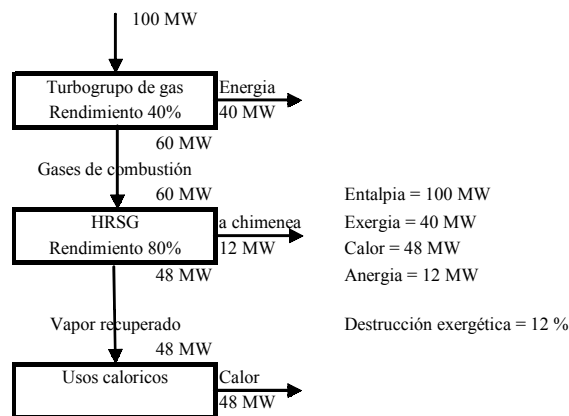 100 MW
Turbogrupo de gas
Rendimiento 40%
Energia
40 MW
60 MW
Gases de combustión
60 MW
HRSG
Rendimiento 80%
a chimenea
12 MW
48 MW
Vapor recuperado
48 MW
Usos caloricos
Calor
48 MW
Entalpia = 100 MW
Exergia = 40 MW
Calor = 48 MW
Anergia = 12 MW
Destrucción exergética = 12 %